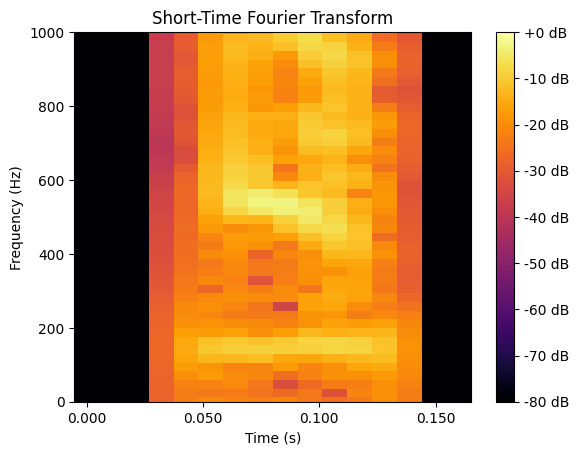 Short-Time Fourier Transform
1000
800
600
400
200
0
Frequency (Hz)
0.000
0.050
0.100
0.150
Time (s)
+0 dB
-10 dB
-20 dB
-30 dB
-40 dB
-50 dB
-60 dB
-70 dB
-80 dB